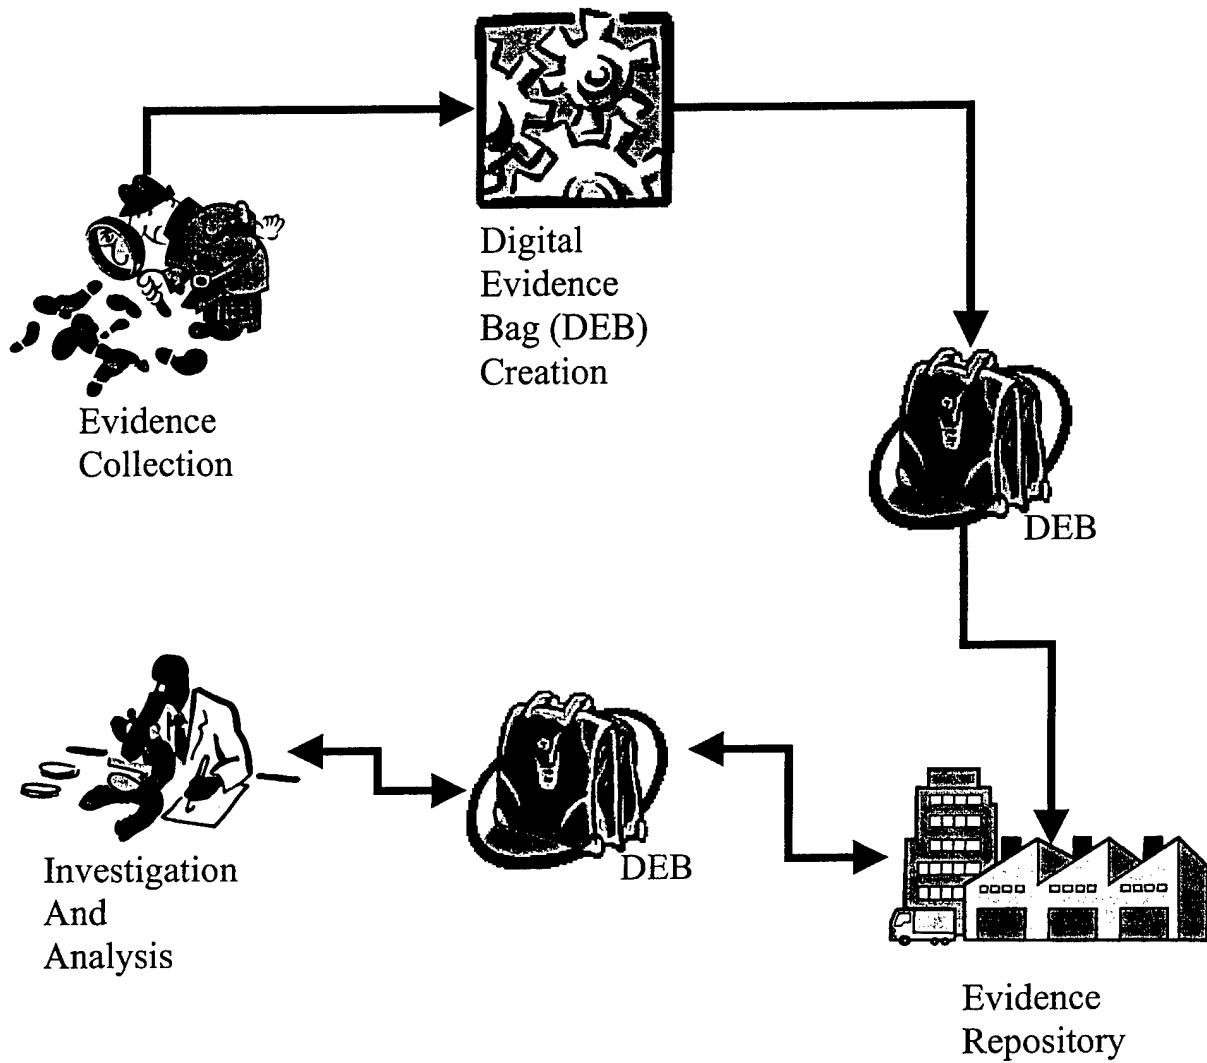 Digital
Evidence
Bag (DEB)
Creation
Evidence
Collection
DEB
DEB
Investigation
And
Analysis
Evidence
Repository